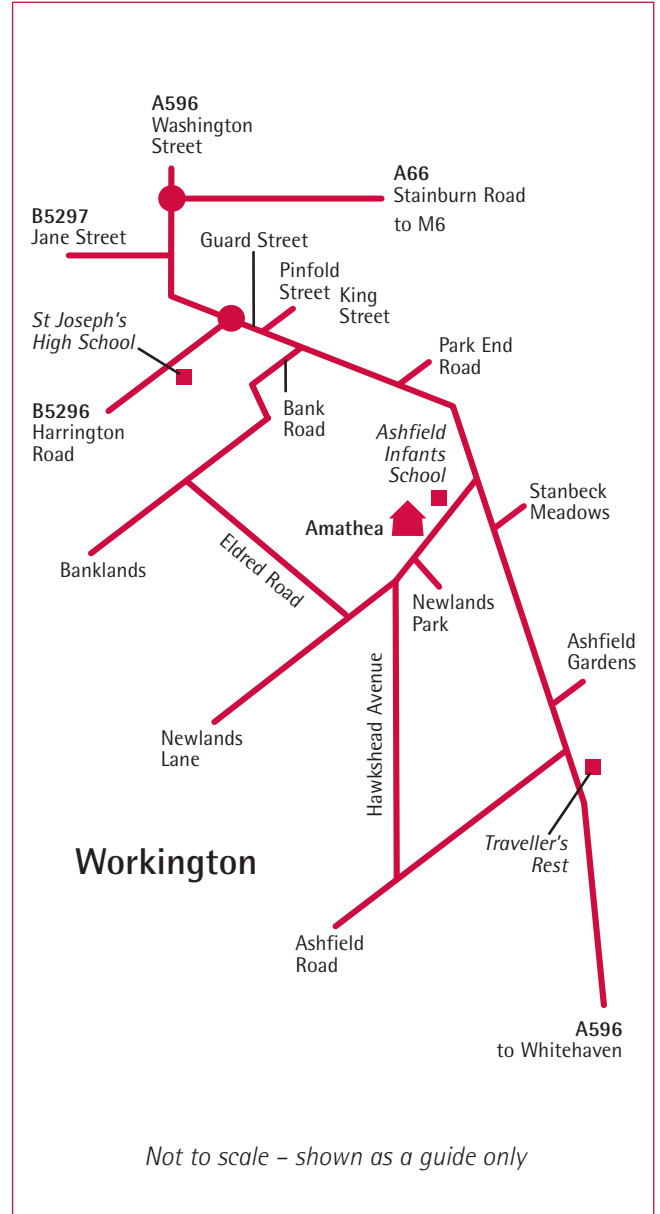 A596
Washington
Street
A66
Stainburn Road
to M6
B5297
Jane Street
Guard Street
Pinfold
Street
King
Street
St Joseph's
High School
Park End
Road
B5296
Harrington
Road
Bank
Road
Ashfield
Infants
School
Stanbeck
Meadows
Amathea
Banklands
Eldred Road
Newlands
Park
Ashfield
Gardens
Hawkshead Avenue
Newlands
Lane
Traveller's
Rest
Workington
Ashfield
Road
A596
to Whitehaven
Not to scale – shown as a guide only